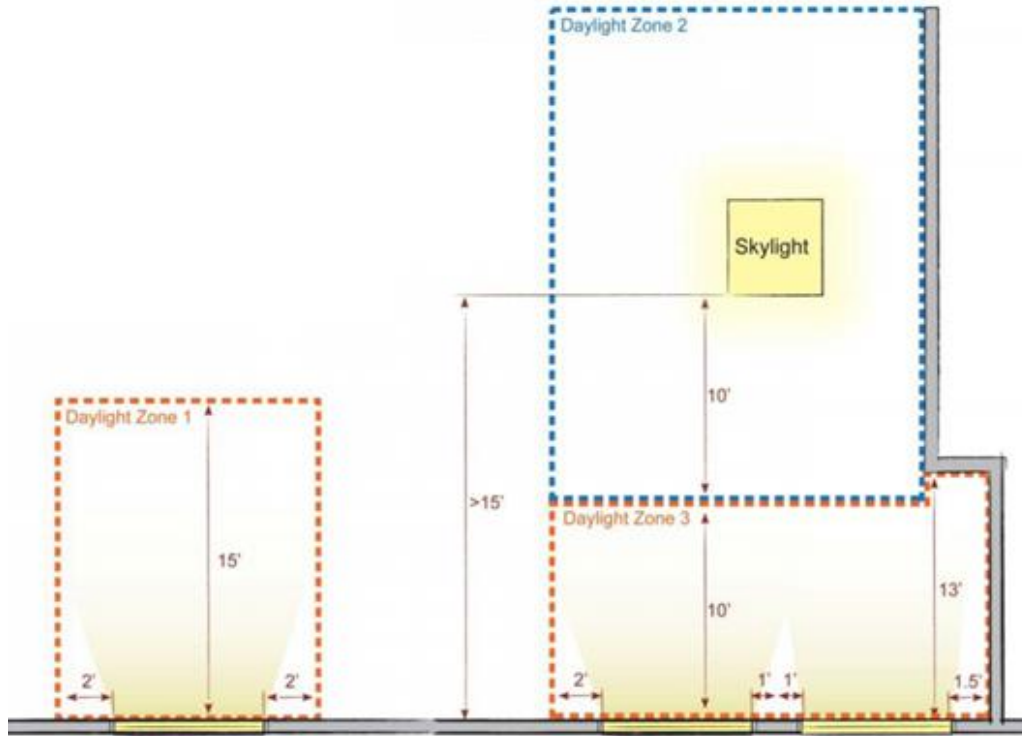 Daylight Zone 2
Skylight
10'
Daylight Zone 1
>15'
Daylight Zone 3
15'
13'
10'
2'
2'
2'
1'
1'
1.5'